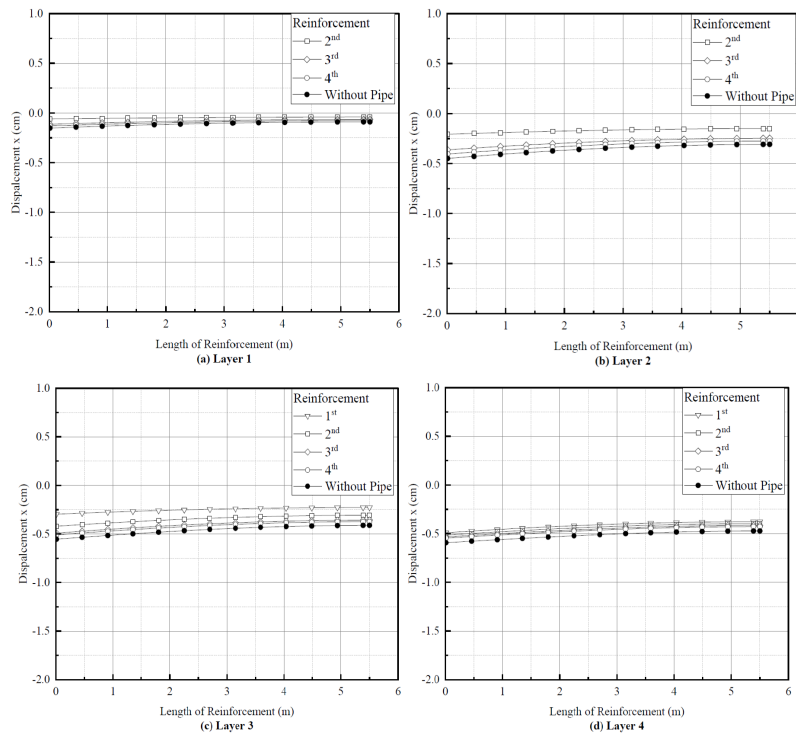 Reinforcement
2nd
3rd
4th
Without Pipe
1.0
0.5
0.0
-0.5
-1.0
-1.5
-2.0
Dispalcement x (cm)
0 1 2 3 4 5 6
Length of Reinforcement (m)
(a) Layer 1
Reinforcement
2nd
3rd
4th
Without Pipe
1.0
0.5
0.0
-0.5
-1.0
-1.5
-2.0
Dispalcement x (cm)
0 1 2 3 4 5
Length of Reinforcement (m)
(b) Layer 2
Reinforcement
1st
2nd
3rd
4th
Without Pipe
1.0
0.5
0.0
-0.5
-1.0
-1.5
-2.0
Dispalcement x (cm)
0 1 2 3 4 5 6
Length of Reinforcement (m)
(c) Layer 3
Reinforcement
1st
2nd
3rd
4th
Without Pipe
1.0
0.5
0.0
-0.5
-1.0
-1.5
-2.0
Dispalcement x (cm)
0 1 2 3 4 5 6
Length of Reinforcement (m)
(d) Layer 4